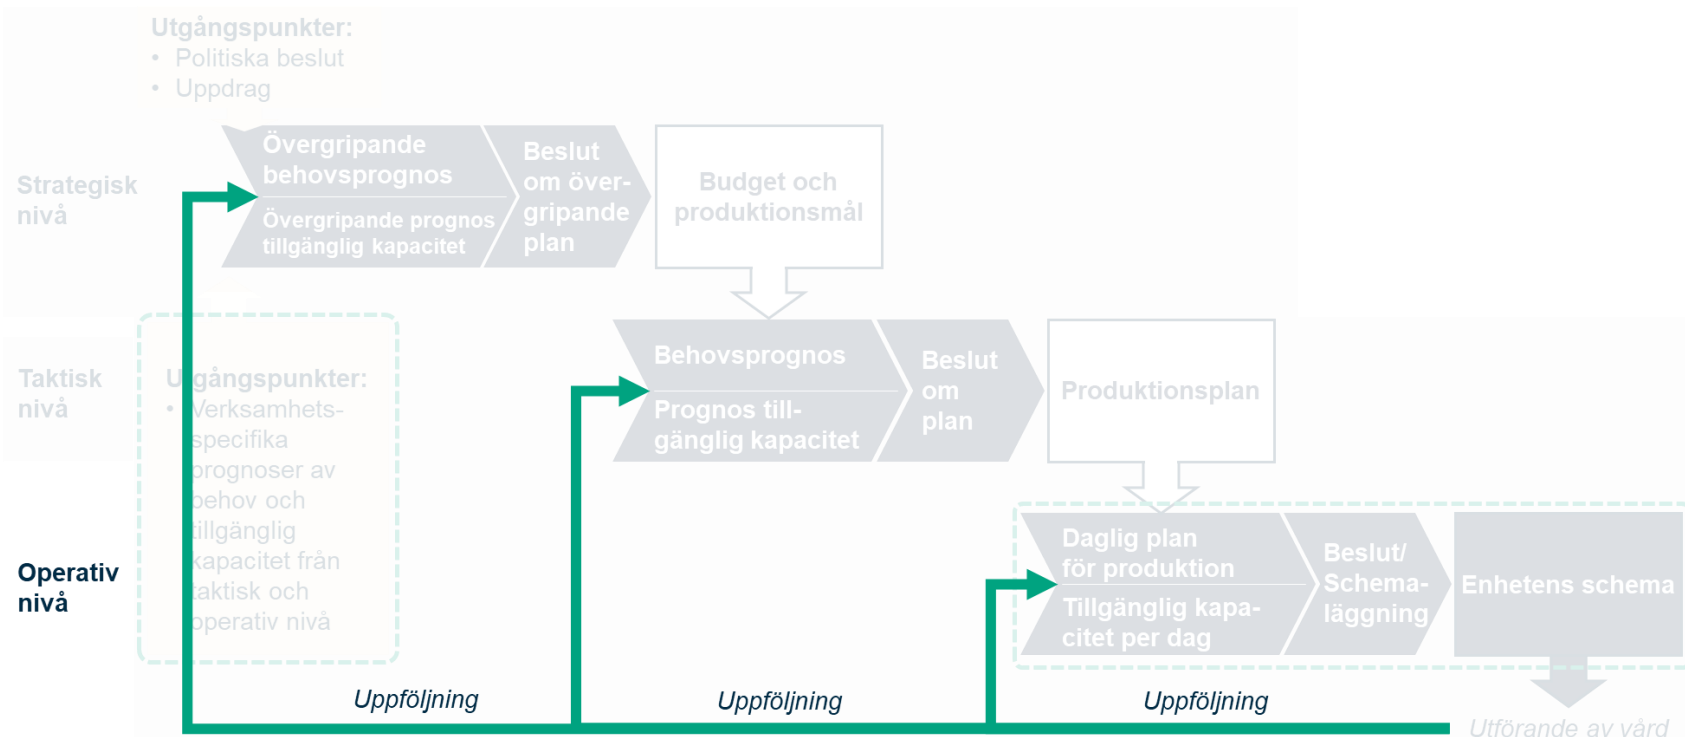 Utgångspunkter:
• Politiska beslut
• Uppdrag
Strategisk
nivå
Övergripande
behovsprognos
Övergripande prognos
tillgänglig kapacitet
Beslut
om över-
gripande
plan
Budget och
produktionsmål
Taktisk
nivå
Utgångspunkter:
• Verksamhets-
specifika
prognoser av
behov och
tillgänglig
kapacitet från
taktisk och
operativ nivå
Behovsprognos
Prognos till-
gänglig kapacitet
Beslut
om
plan
Produktionsplan
Operativ
nivå
Daglig plan
för produktion
Tillgänglig kapa-
citet per dag
Beslut/
Schema-
läggning
Enhetens schema
Uppföljning
Uppföljning
Uppföljning
Utförande av vård